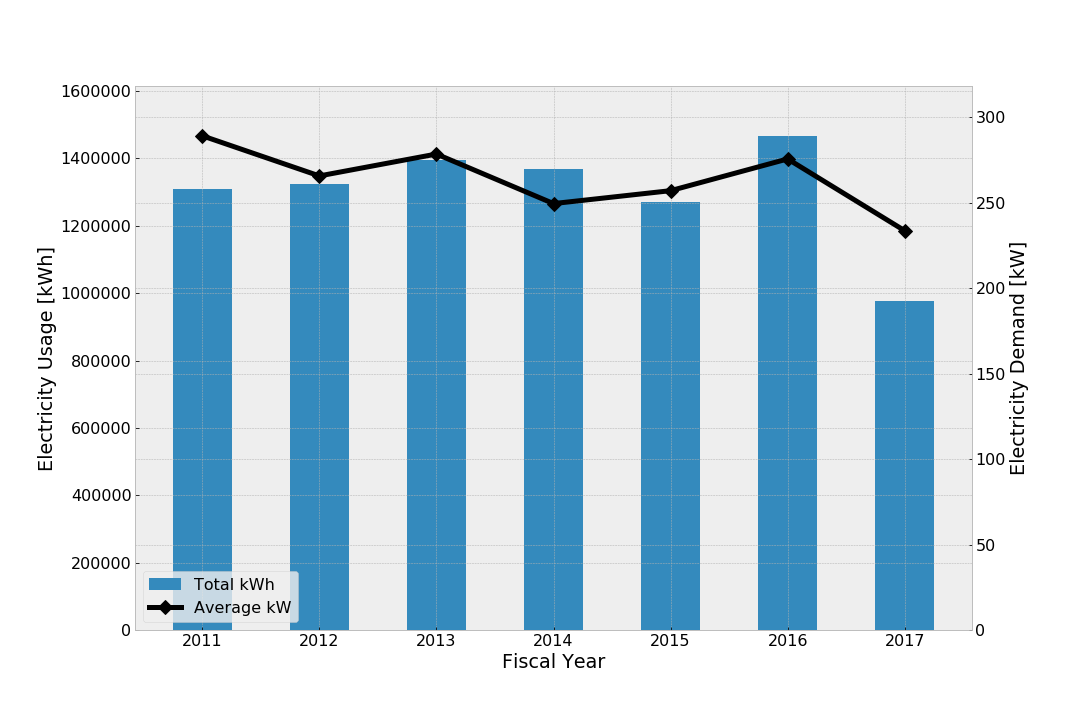 1600000
1400000
1200000
1000000
800000
600000
400000
200000
0
Electricity Usage [kWh]
300
250
200
150
100
50
0
Electricity Demand [kW]
Total kWh
Average kW
2011 2012 2013 2014 2015 2016 2017
Fiscal Year